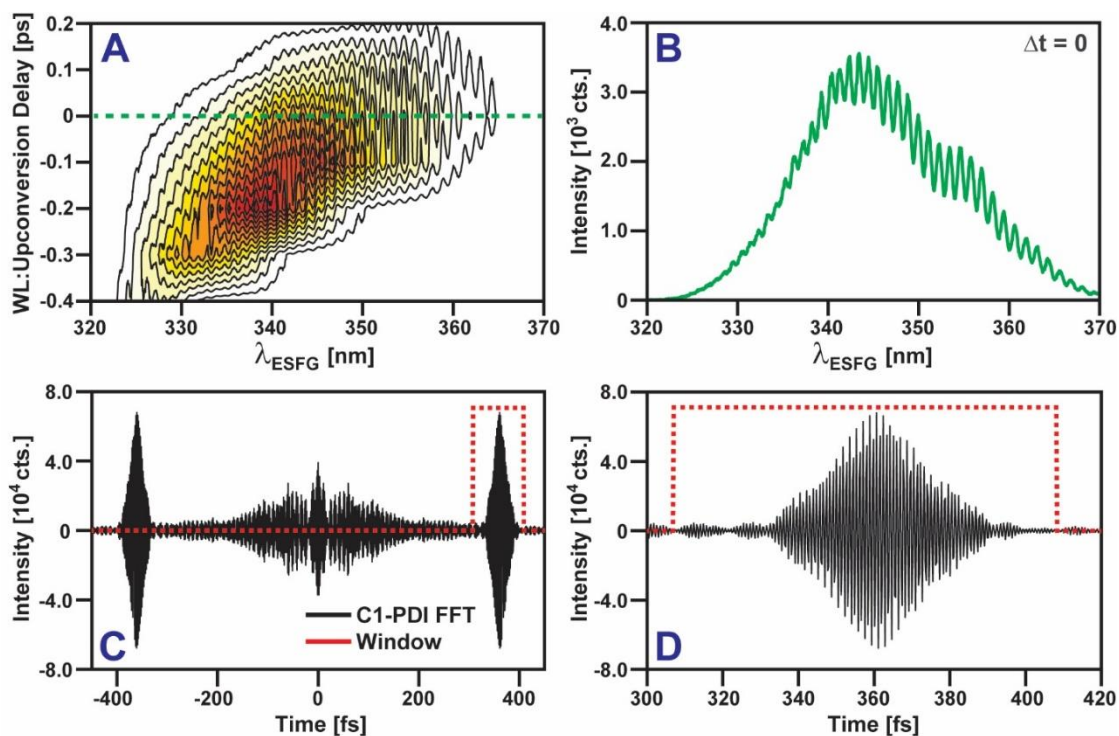 A
WL:Upconversion Delay [ps]
0.2
0.1
0
-0.1
-0.2
-0.3
-0.4
320 330 340 350 360 370
λESFG [nm]
B
Δt = 0
Intensity [10³ cts.]
4.0
3.0
2.0
1.0
0
320 330 340 350 360 370
λESFG [nm]
C
Intensity [10⁴ cts.]
8.0
4.0
0
-4.0
-8.0
C1-PDI FFT
Window
-400 -200 0 200 400
Time [fs]
D
Intensity [10⁴ cts.]
8.0
4.0
0
-4.0
-8.0
300 320 340 360 380 400 420
Time [fs]